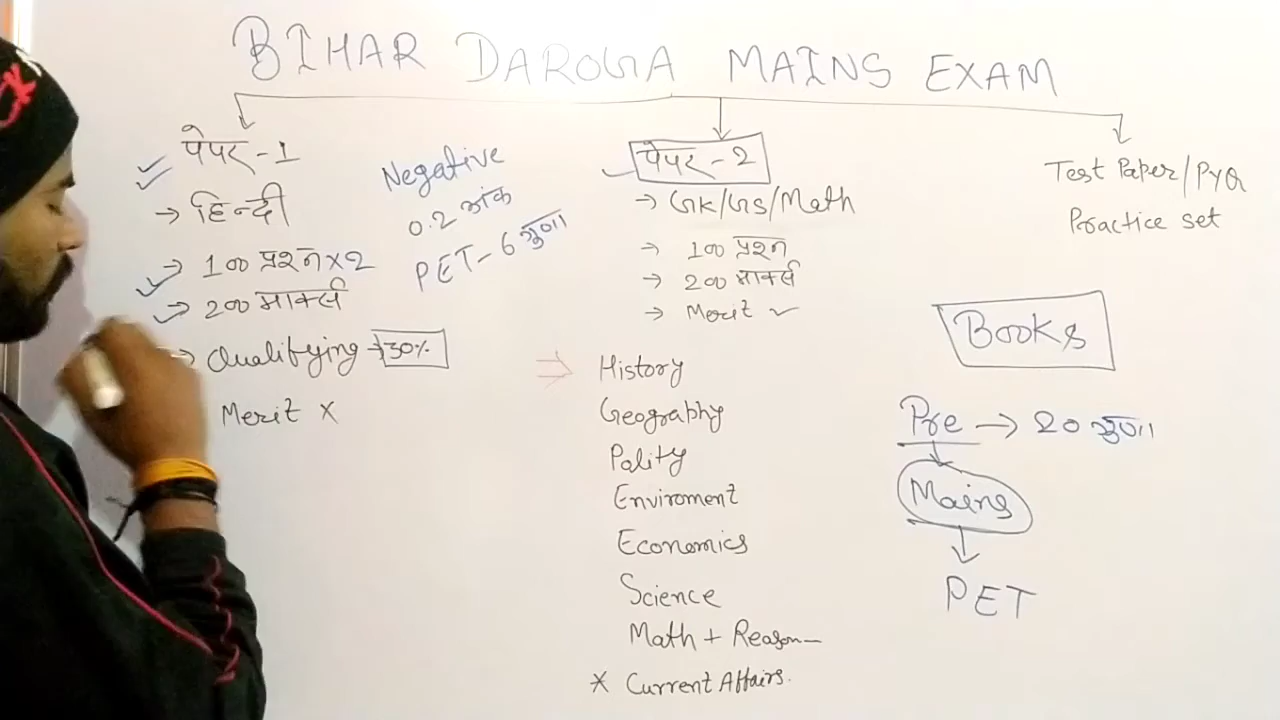 BIHAR DAROGA MAINS EXAM
पेपर -1
→ हिन्दी
→ 100 प्रश्न×2
→ 200 मार्क्स
→ Qualifying → 30%
Merit ×
Negative
0.2 अंक
PET - 6 गुणा
पेपर - 2
→ GK/GS/Math
→ 100 प्रश्न
→ 200 मार्क्स
→ Merit ✓
⇒ History
Geography
Pality
Enviroment
Economics
Science
Math + Reason
* Current Affairs.
Test Paper/PYQ
Practice set
Books
Pre → 20 गुणा
Mains
PET